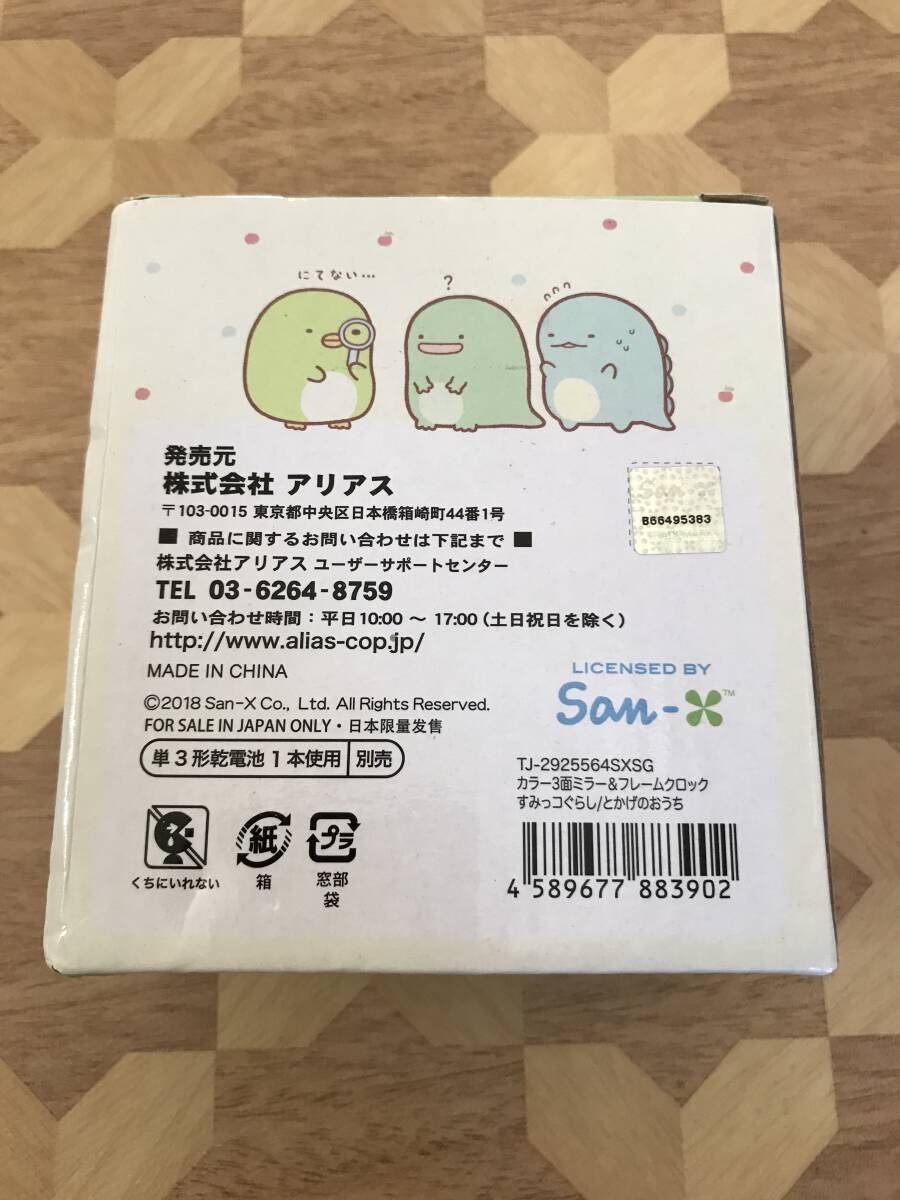 にてない…
?
発売元
株式会社 アリアス
〒103-0015 東京都中央区日本橋箱崎町44番1号
■ 商品に関するお問い合わせは下記まで ■
株式会社アリアス ユーザーサポートセンター
TEL 03-6264-8759
お問い合わせ時間：平日10:00 ～ 17:00（土日祝日を除く）
http://www.alias-cop.jp/
MADE IN CHINA
©2018 San-X Co., Ltd. All Rights Reserved.
FOR SALE IN JAPAN ONLY・日本限量发售
単3形乾電池1本使用 別売
くちにいれない
紙
箱
プラ
窓部
袋
San-X
B66495383
LICENSED BY
San-X™
TJ-2925564SXSG
カラー3面ミラー&フレームクロック
すみっコぐらし/とかげのおうち
4 589677 883902